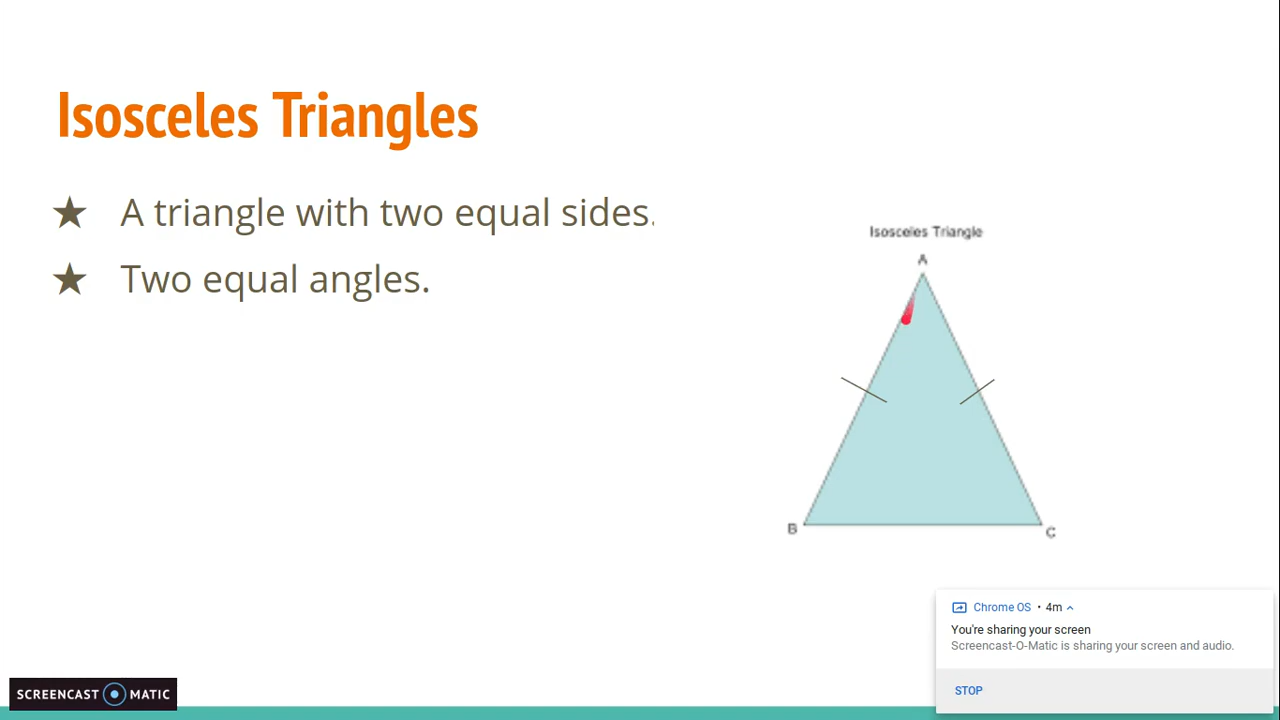 Isosceles Triangles
★ A triangle with two equal sides.
★ Two equal angles.
Isosceles Triangle
A
B
C
Chrome OS • 4m
You're sharing your screen
Screencast-O-Matic is sharing your screen and audio.
STOP
SCREENCAST MATIC